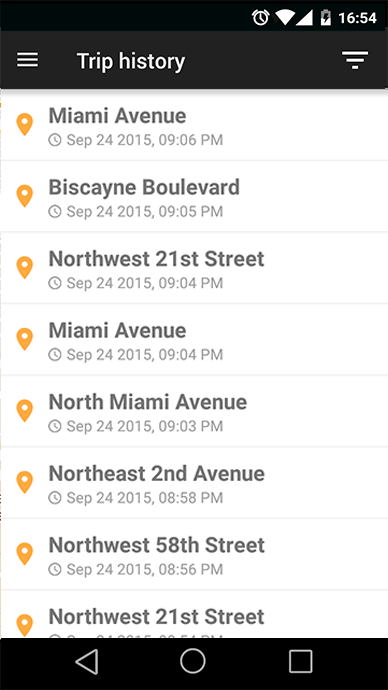 16:54
Trip history
Miami Avenue
Sep 24 2015, 09:06 PM
Biscayne Boulevard
Sep 24 2015, 09:05 PM
Northwest 21st Street
Sep 24 2015, 09:04 PM
Miami Avenue
Sep 24 2015, 09:04 PM
North Miami Avenue
Sep 24 2015, 09:03 PM
Northeast 2nd Avenue
Sep 24 2015, 08:58 PM
Northwest 58th Street
Sep 24 2015, 08:56 PM
Northwest 21st Street